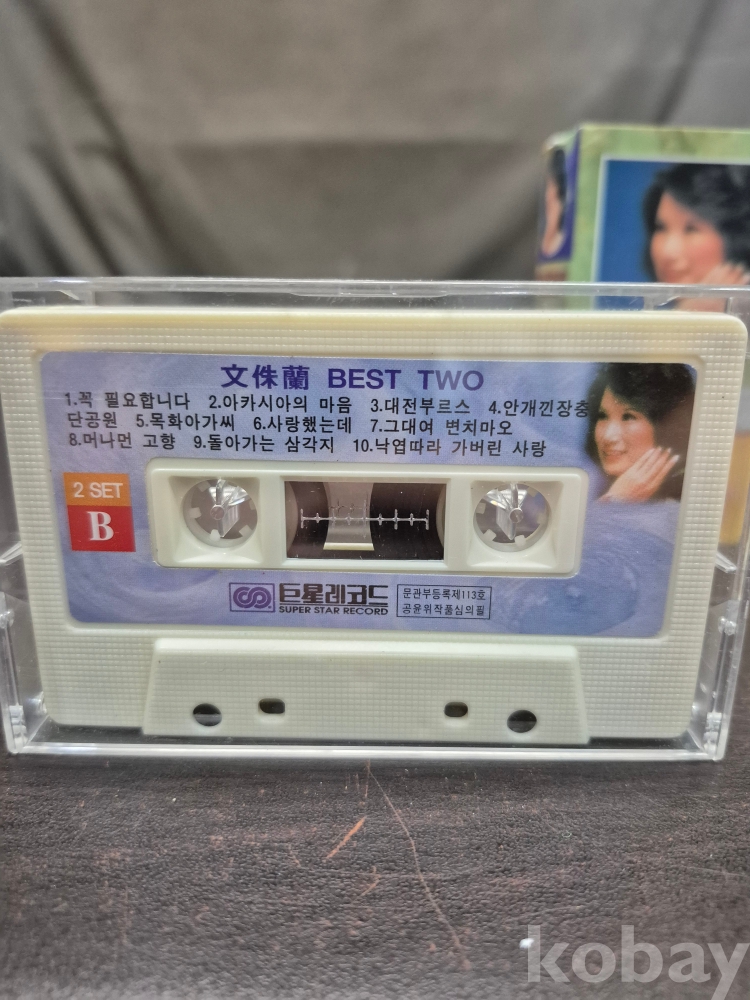 文侏蘭 BEST TWO
1.꼭 필요합니다 2.아카시아의 마음 3.대전부르스 4.안개낀장충
단공원 5.목화아가씨 6.사랑했는데 7.그대여 변치마오
8.머나먼 고향 9.돌아가는 삼각지 10.낙엽따라 가버린 사랑
2 SET
B
巨星레코드
SUPER STAR RECORD
문관부등록제113호
공윤위작품심의필
kobay